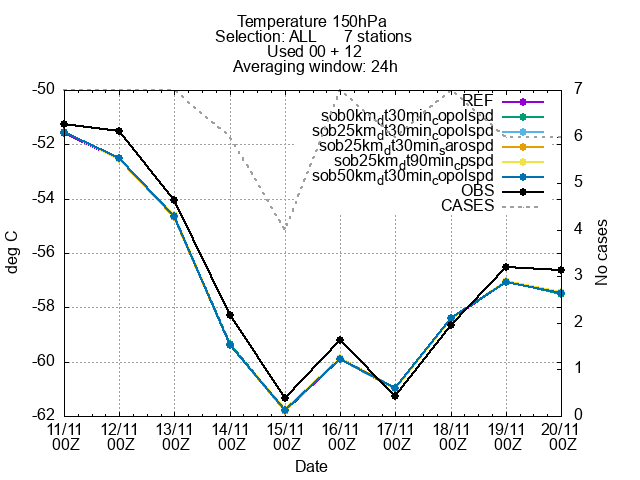 Temperature 150hPa
Selection: ALL 7 stations
Used 00 + 12
Averaging window: 24h
REF
sob0km_dt30min_copolspd
sob25km_dt30min_copolspd
sob25km_dt30min_sarospd
sob25km_dt90min_cpspd
sob50km_dt30min_copolspd
OBS
CASES
-50
-52
-54
-56
-58
-60
-62
deg C
7
6
5
4
3
2
1
0
No cases
11/11 12/11 13/11 14/11 15/11 16/11 17/11 18/11 19/11 20/11
00Z 00Z 00Z 00Z 00Z 00Z 00Z 00Z 00Z 00Z
Date